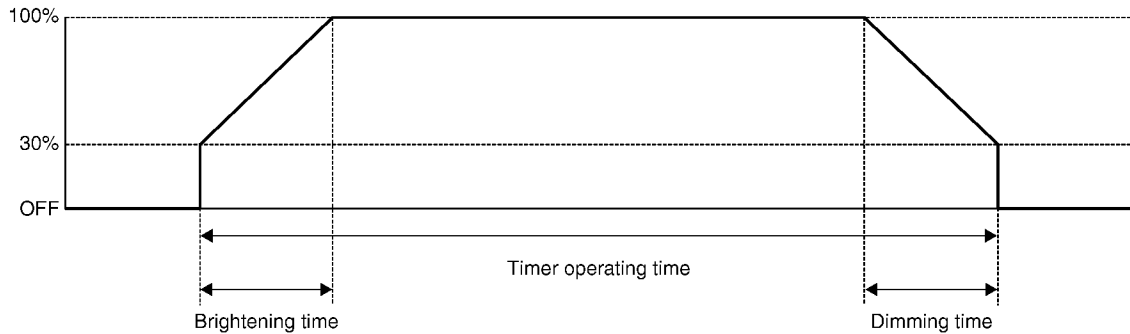 100%
30%
OFF
Timer operating time
Brightening time
Dimming time